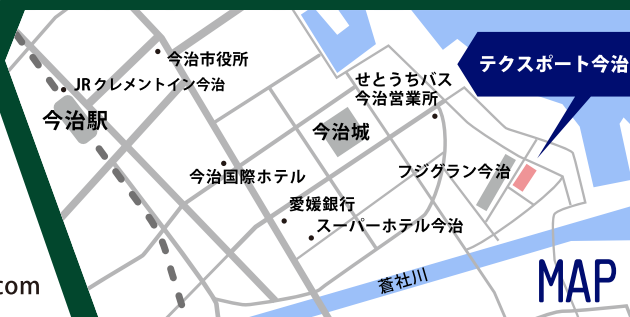 今治市役所
JRクレメントイン今治
今治駅
せとうちバス
今治営業所
テクスポート今治
今治城
今治国際ホテル
フジグラン今治
愛媛銀行
スーパーホテル今治
蒼社川
com
MAP